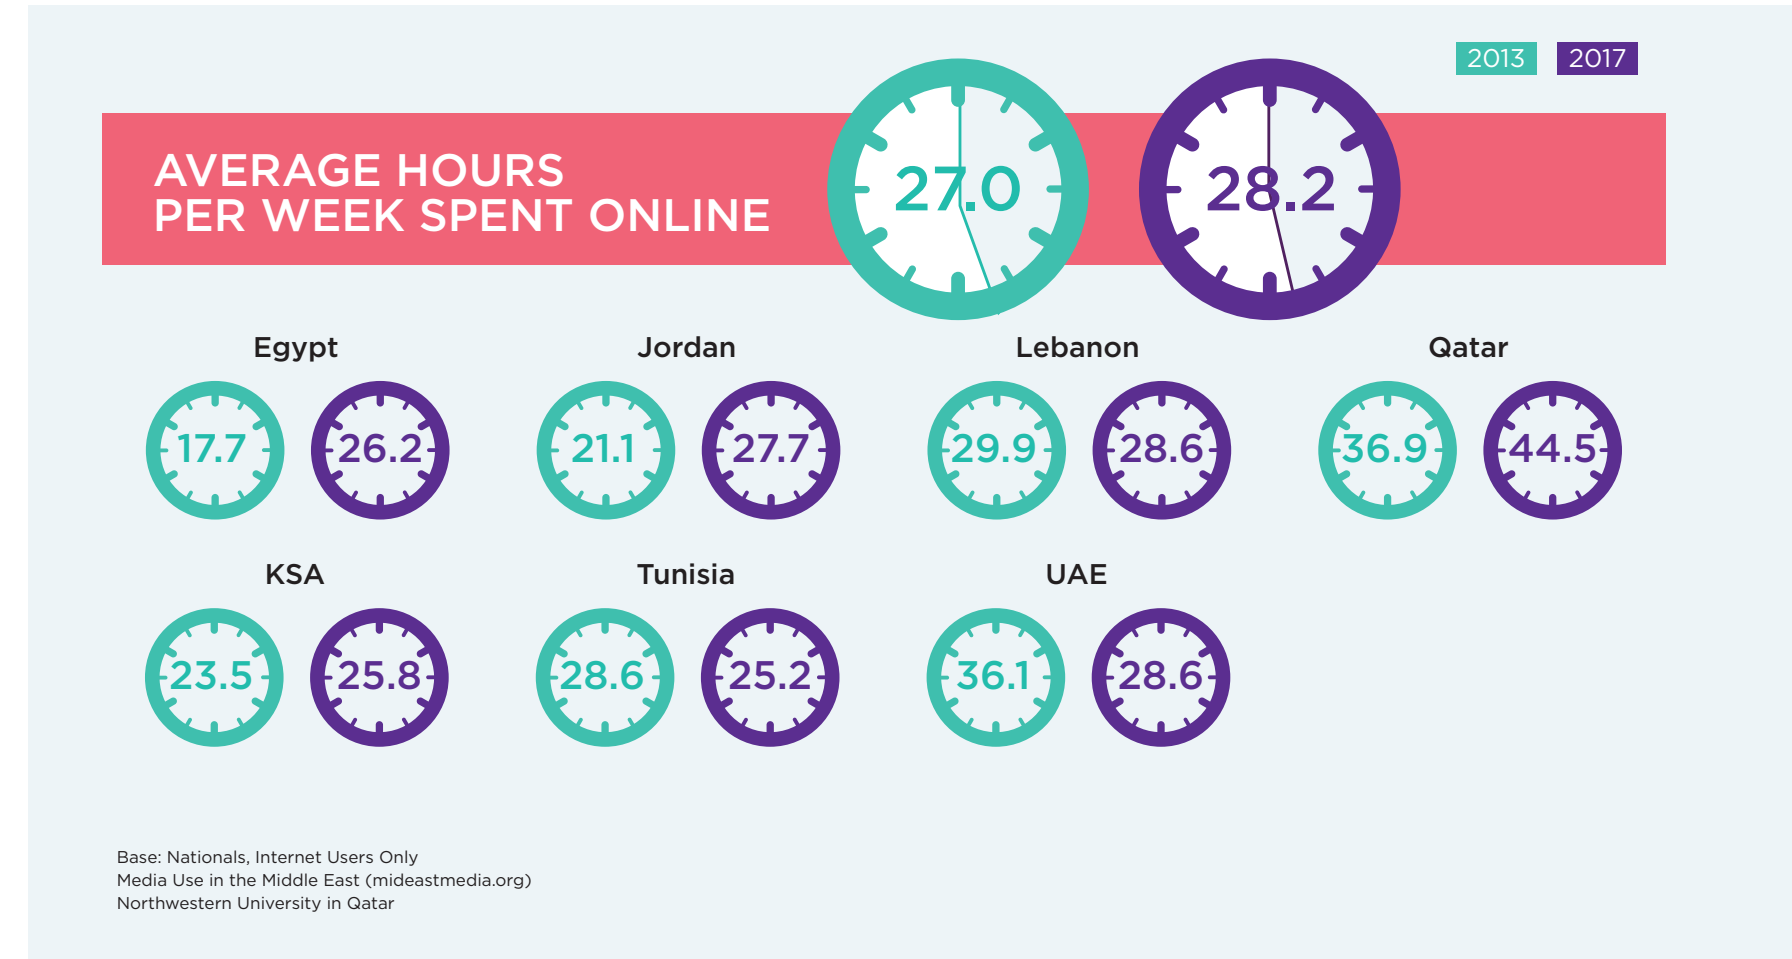 2013 2017
AVERAGE HOURS
PER WEEK SPENT ONLINE
27.0 28.2
Egypt Jordan Lebanon Qatar
17.7 26.2 21.1 27.7 29.9 28.6 36.9 44.5
KSA Tunisia UAE
23.5 25.8 28.6 25.2 36.1 28.6
Base: Nationals, Internet Users Only
Media Use in the Middle East (mideastmedia.org)
Northwestern University in Qatar